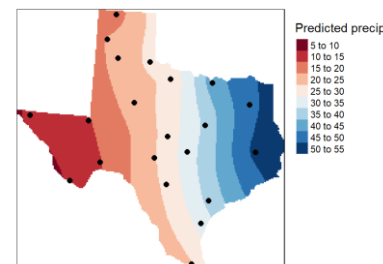 Predicted precip
5 to 10
10 to 15
15 to 20
20 to 25
25 to 30
30 to 35
35 to 40
40 to 45
45 to 50
50 to 55